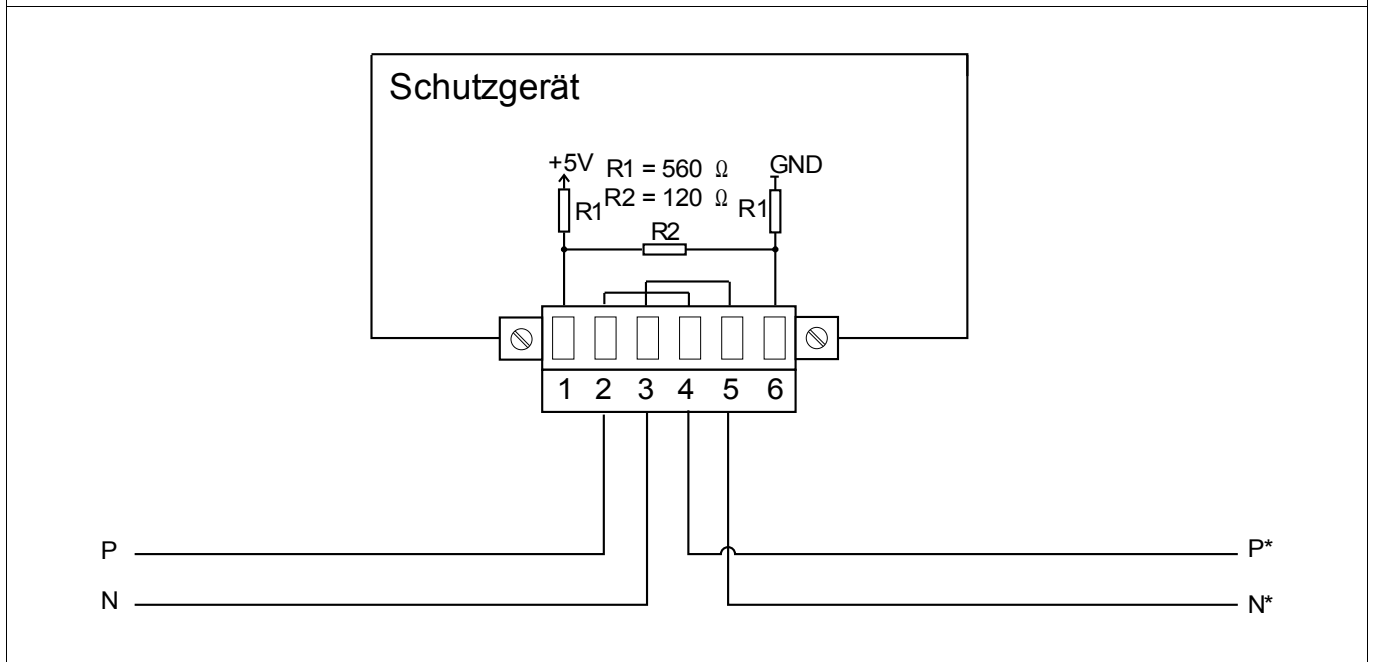 Schutzgerät
+5V R1 = 560 Ω GND
R1 R2 = 120 Ω R1
R2
1 2 3 4 5 6
P P*
N N*